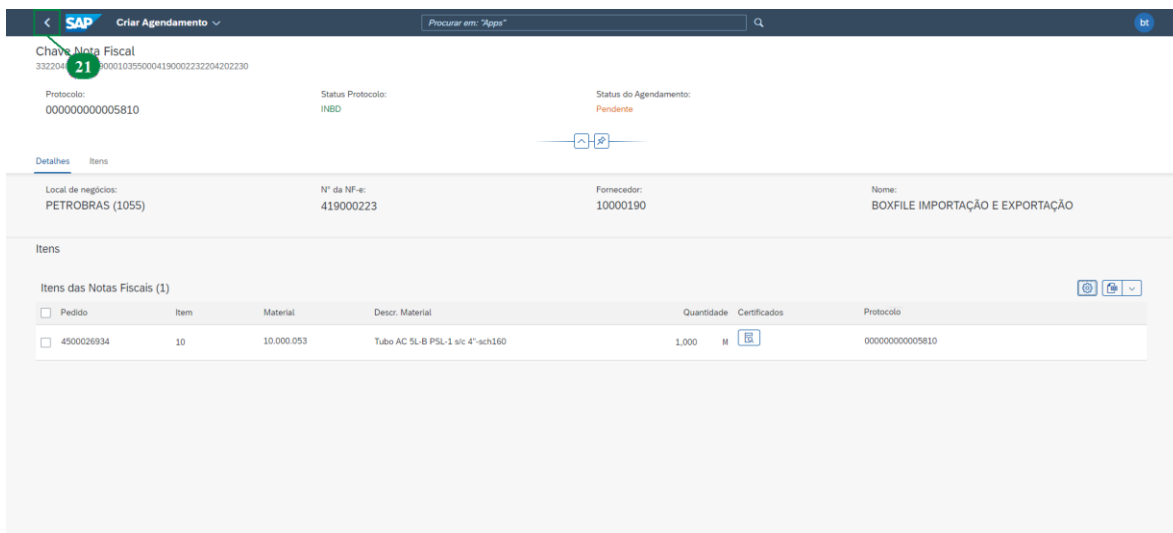 SAP Criar Agendamento Procurar em: "Apps" bt
Chave Nota Fiscal
21
Protocolo: Status Protocolo: Status do Agendamento:
000000000005810 INBD Pendente
Detalhes Itens
Local de negócios: N° da NF-e: Fornecedor: Nome:
PETROBRAS (1055) 419000223 10000190 BOXFILE IMPORTAÇÃO E EXPORTAÇÃO
Itens
Itens das Notas Fiscais (1)
Pedido Item Material Descr. Material Quantidade Certificados Protocolo
4500026934 10 10.000.053 Tubo AC 5L-B PSL-1 s/c 4"-sch160 1,000 M 000000000005810